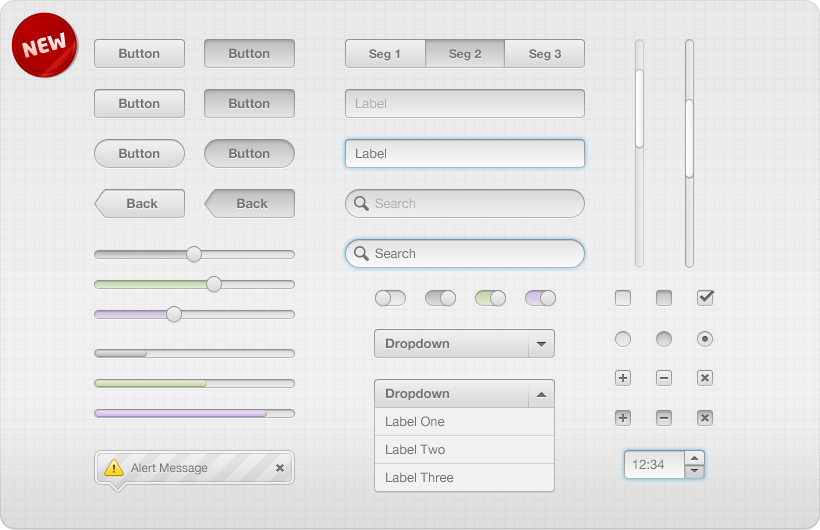 NEW
Button
Button
Button
Button
Button
Button
Back
Back
Seg 1
Seg 2
Seg 3
Label
Label
Search
Search
Dropdown
Dropdown
Label One
Label Two
Label Three
Alert Message
12:34